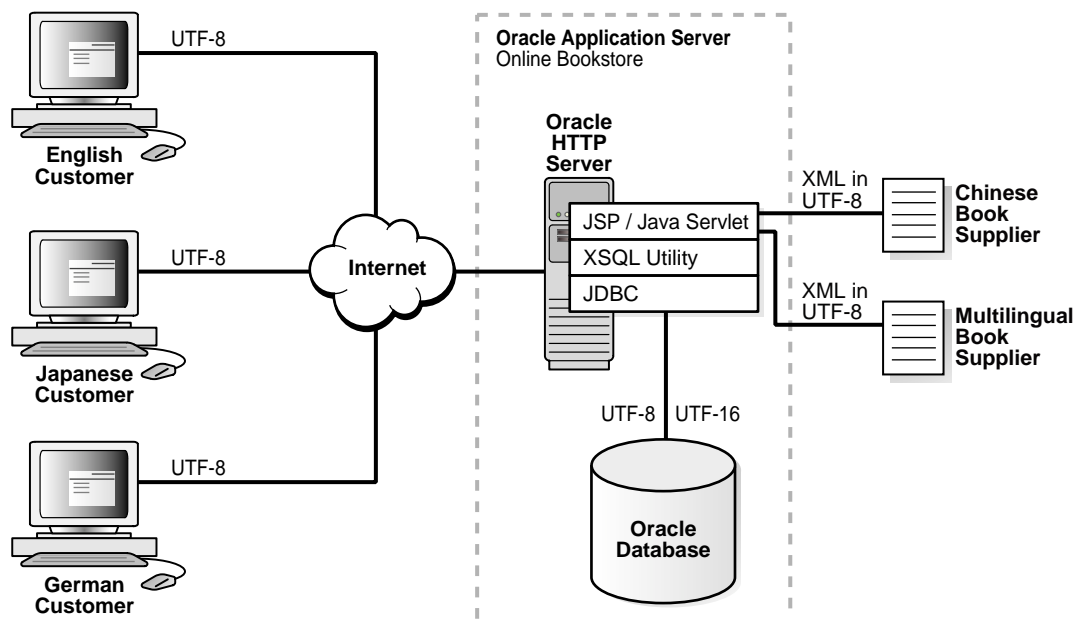 UTF-8
English
Customer
UTF-8
Japanese
Customer
UTF-8
German
Customer
Internet
Oracle Application Server
Online Bookstore
Oracle
HTTP
Server
JSP / Java Servlet
XSQL Utility
JDBC
UTF-8
UTF-16
Oracle
Database
XML in
UTF-8
Chinese
Book
Supplier
XML in
UTF-8
Multilingual
Book
Supplier